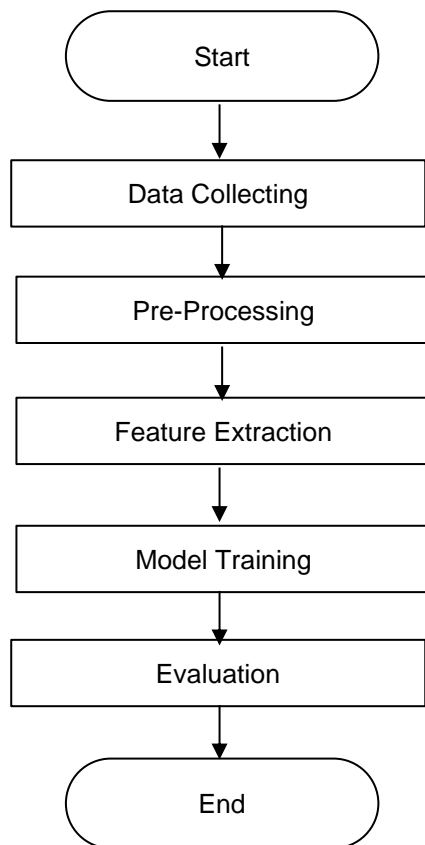 Start
Data Collecting
Pre-Processing
Feature Extraction
Model Training
Evaluation
End